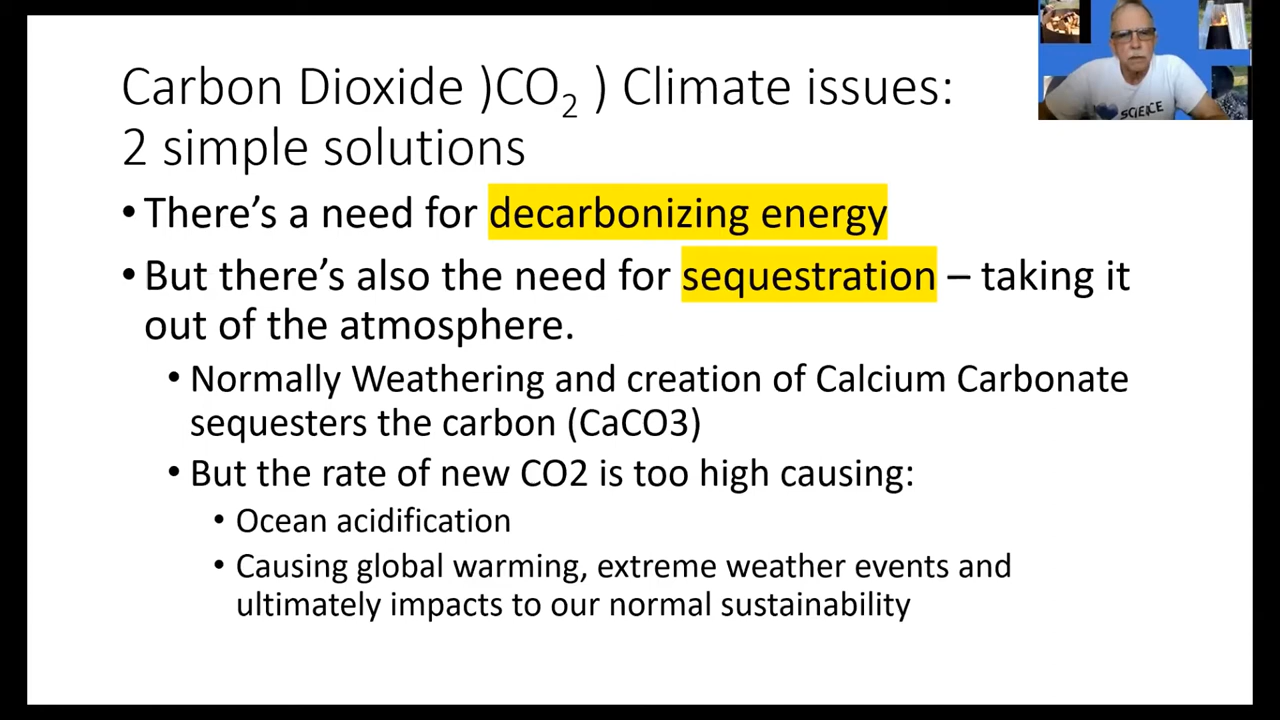 Carbon Dioxide )CO₂ ) Climate issues:
2 simple solutions
• There’s a need for decarbonizing energy
• But there’s also the need for sequestration – taking it
out of the atmosphere.
• Normally Weathering and creation of Calcium Carbonate
sequesters the carbon (CaCO3)
• But the rate of new CO2 is too high causing:
• Ocean acidification
• Causing global warming, extreme weather events and
ultimately impacts to our normal sustainability
SCIENCE